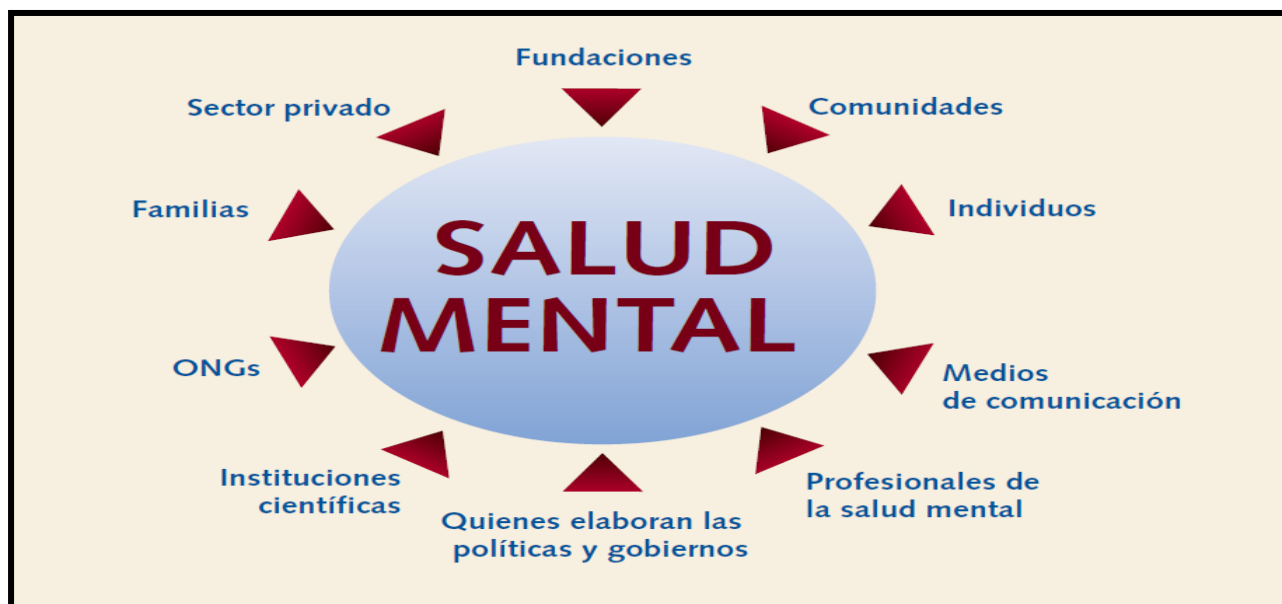 Fundaciones
Sector privado
Comunidades
Familias
Individuos
SALUD
MENTAL
ONGs
Medios
de comunicación
Instituciones
científicas
Profesionales de
la salud mental
Quienes elaboran las
políticas y gobiernos